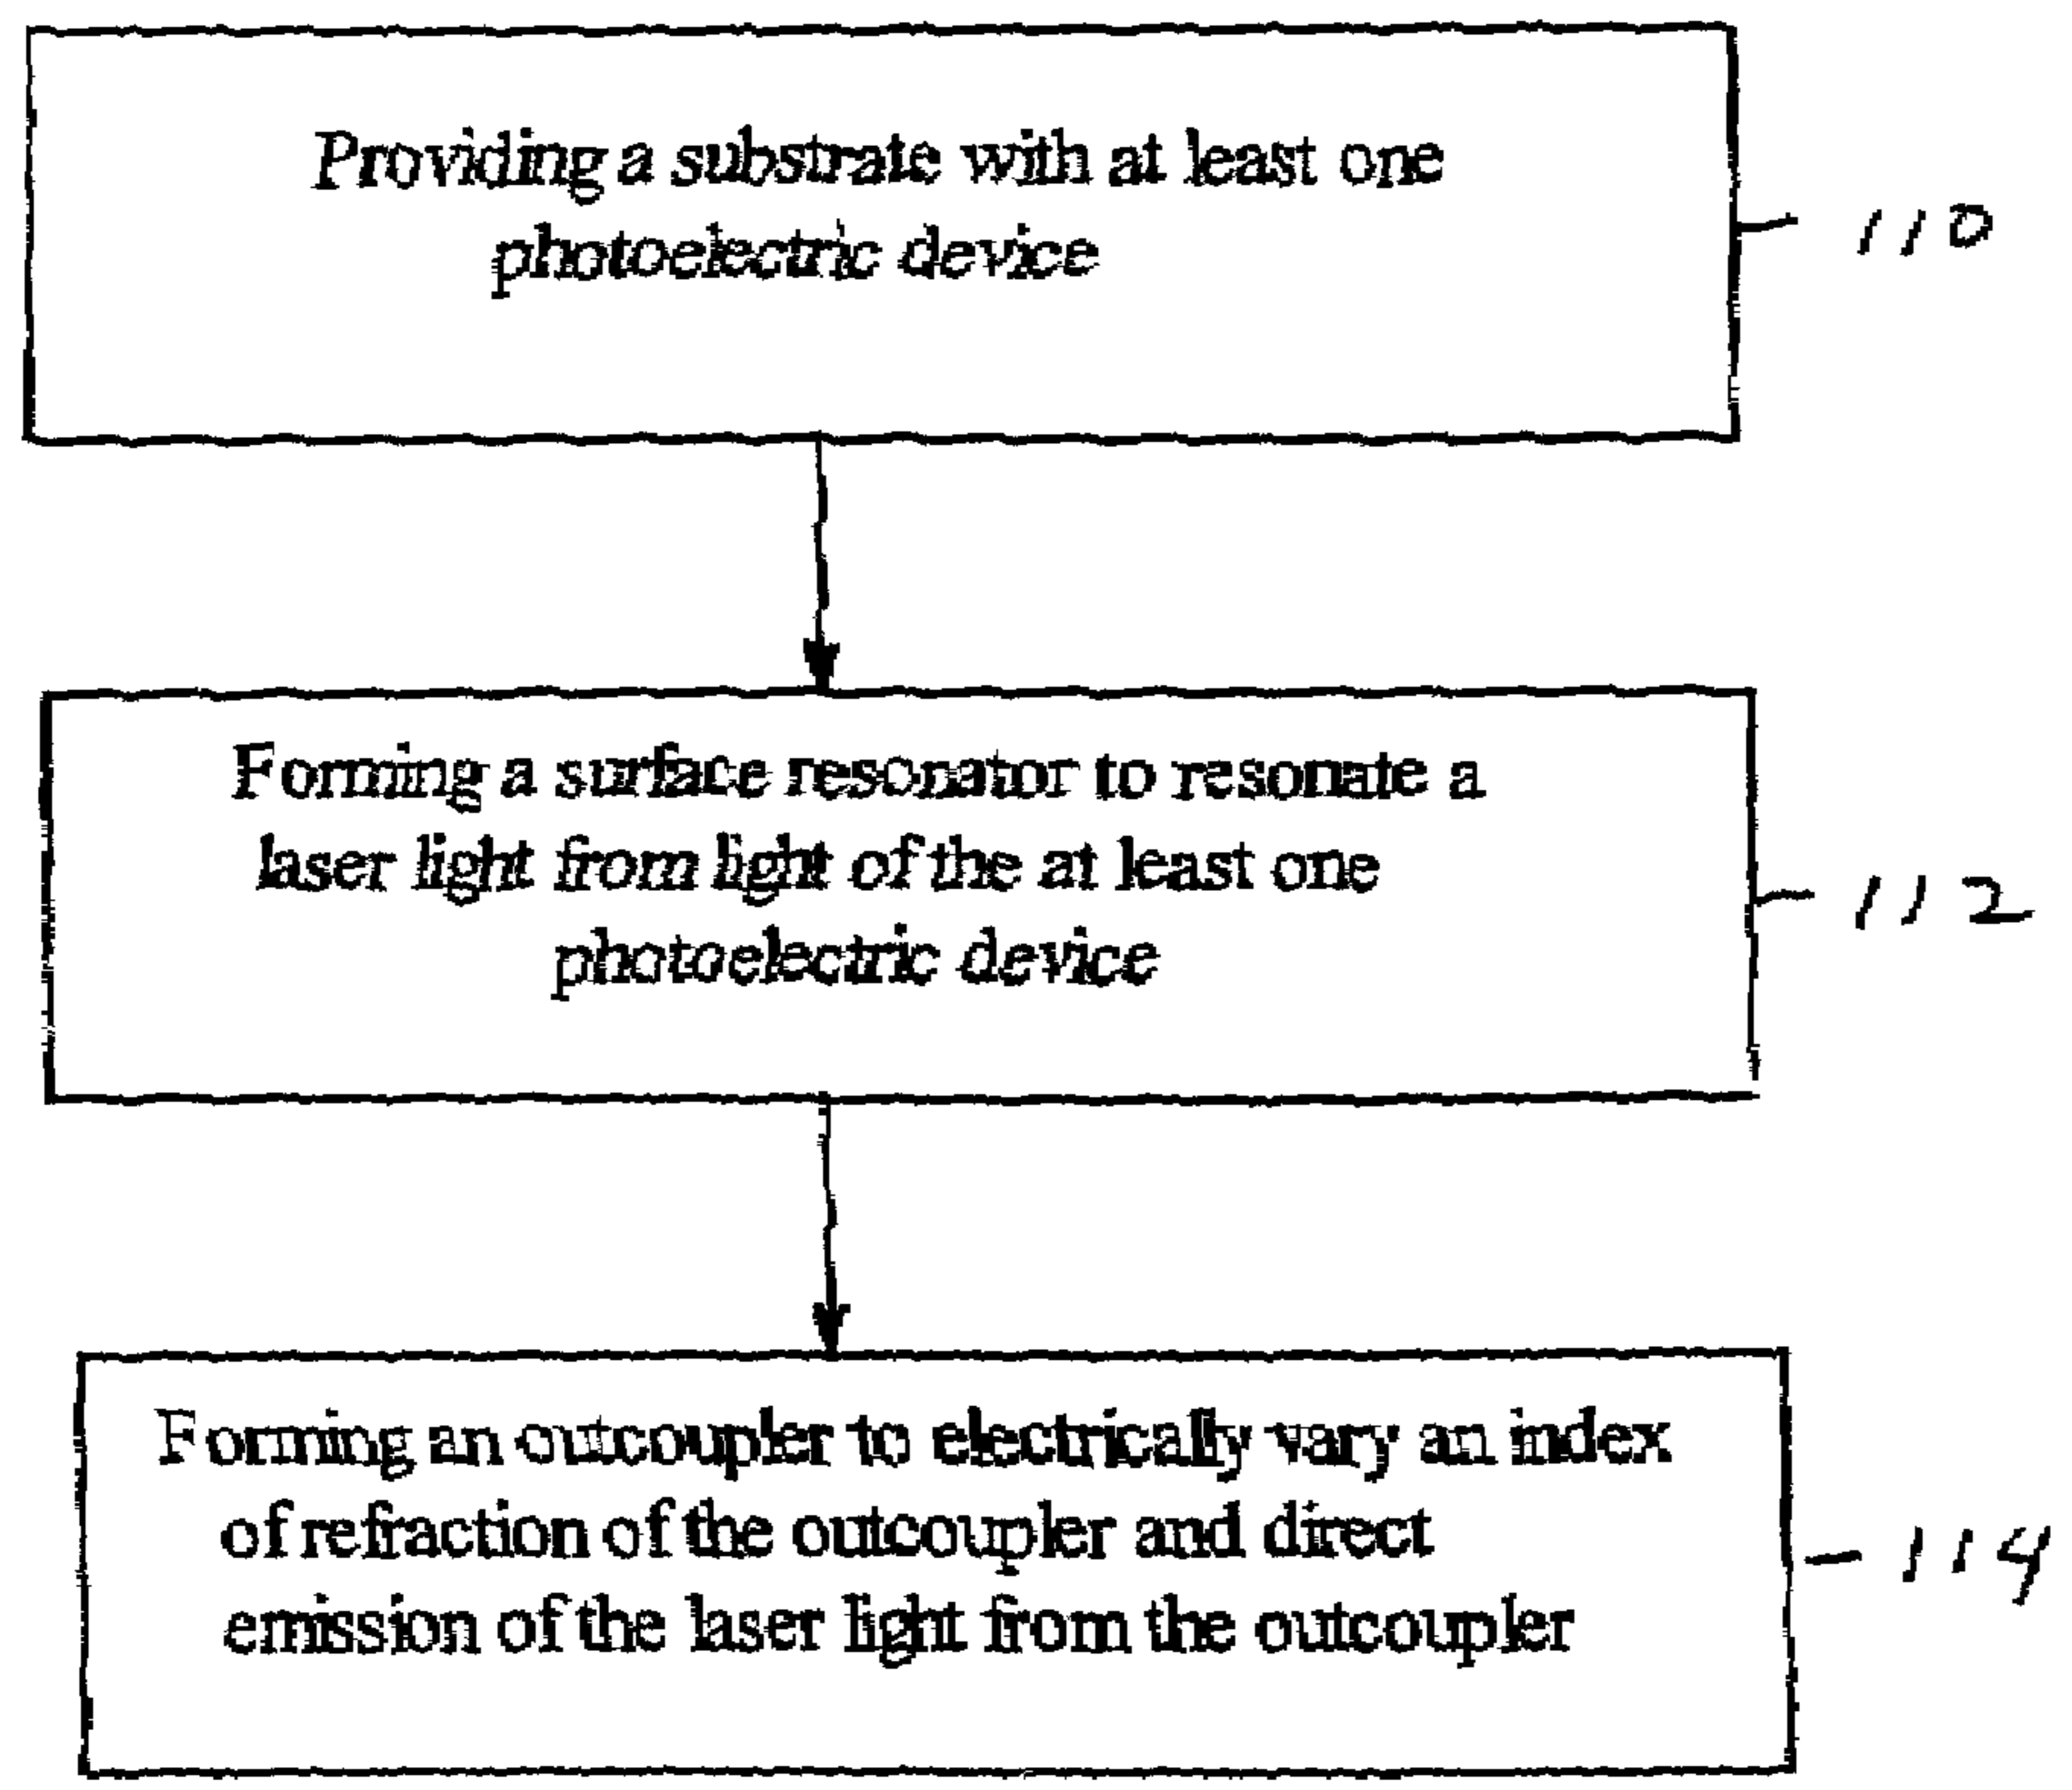 Providing a substrate with at least one
photoelectric device
110
Forming a surface resonator to resonate a
laser light from light of the at least one
photoelectric device
112
Forming an outcoupler to electrically vary an index
of refraction of the outcoupler and direct
emission of the laser light from the outcoupler
114